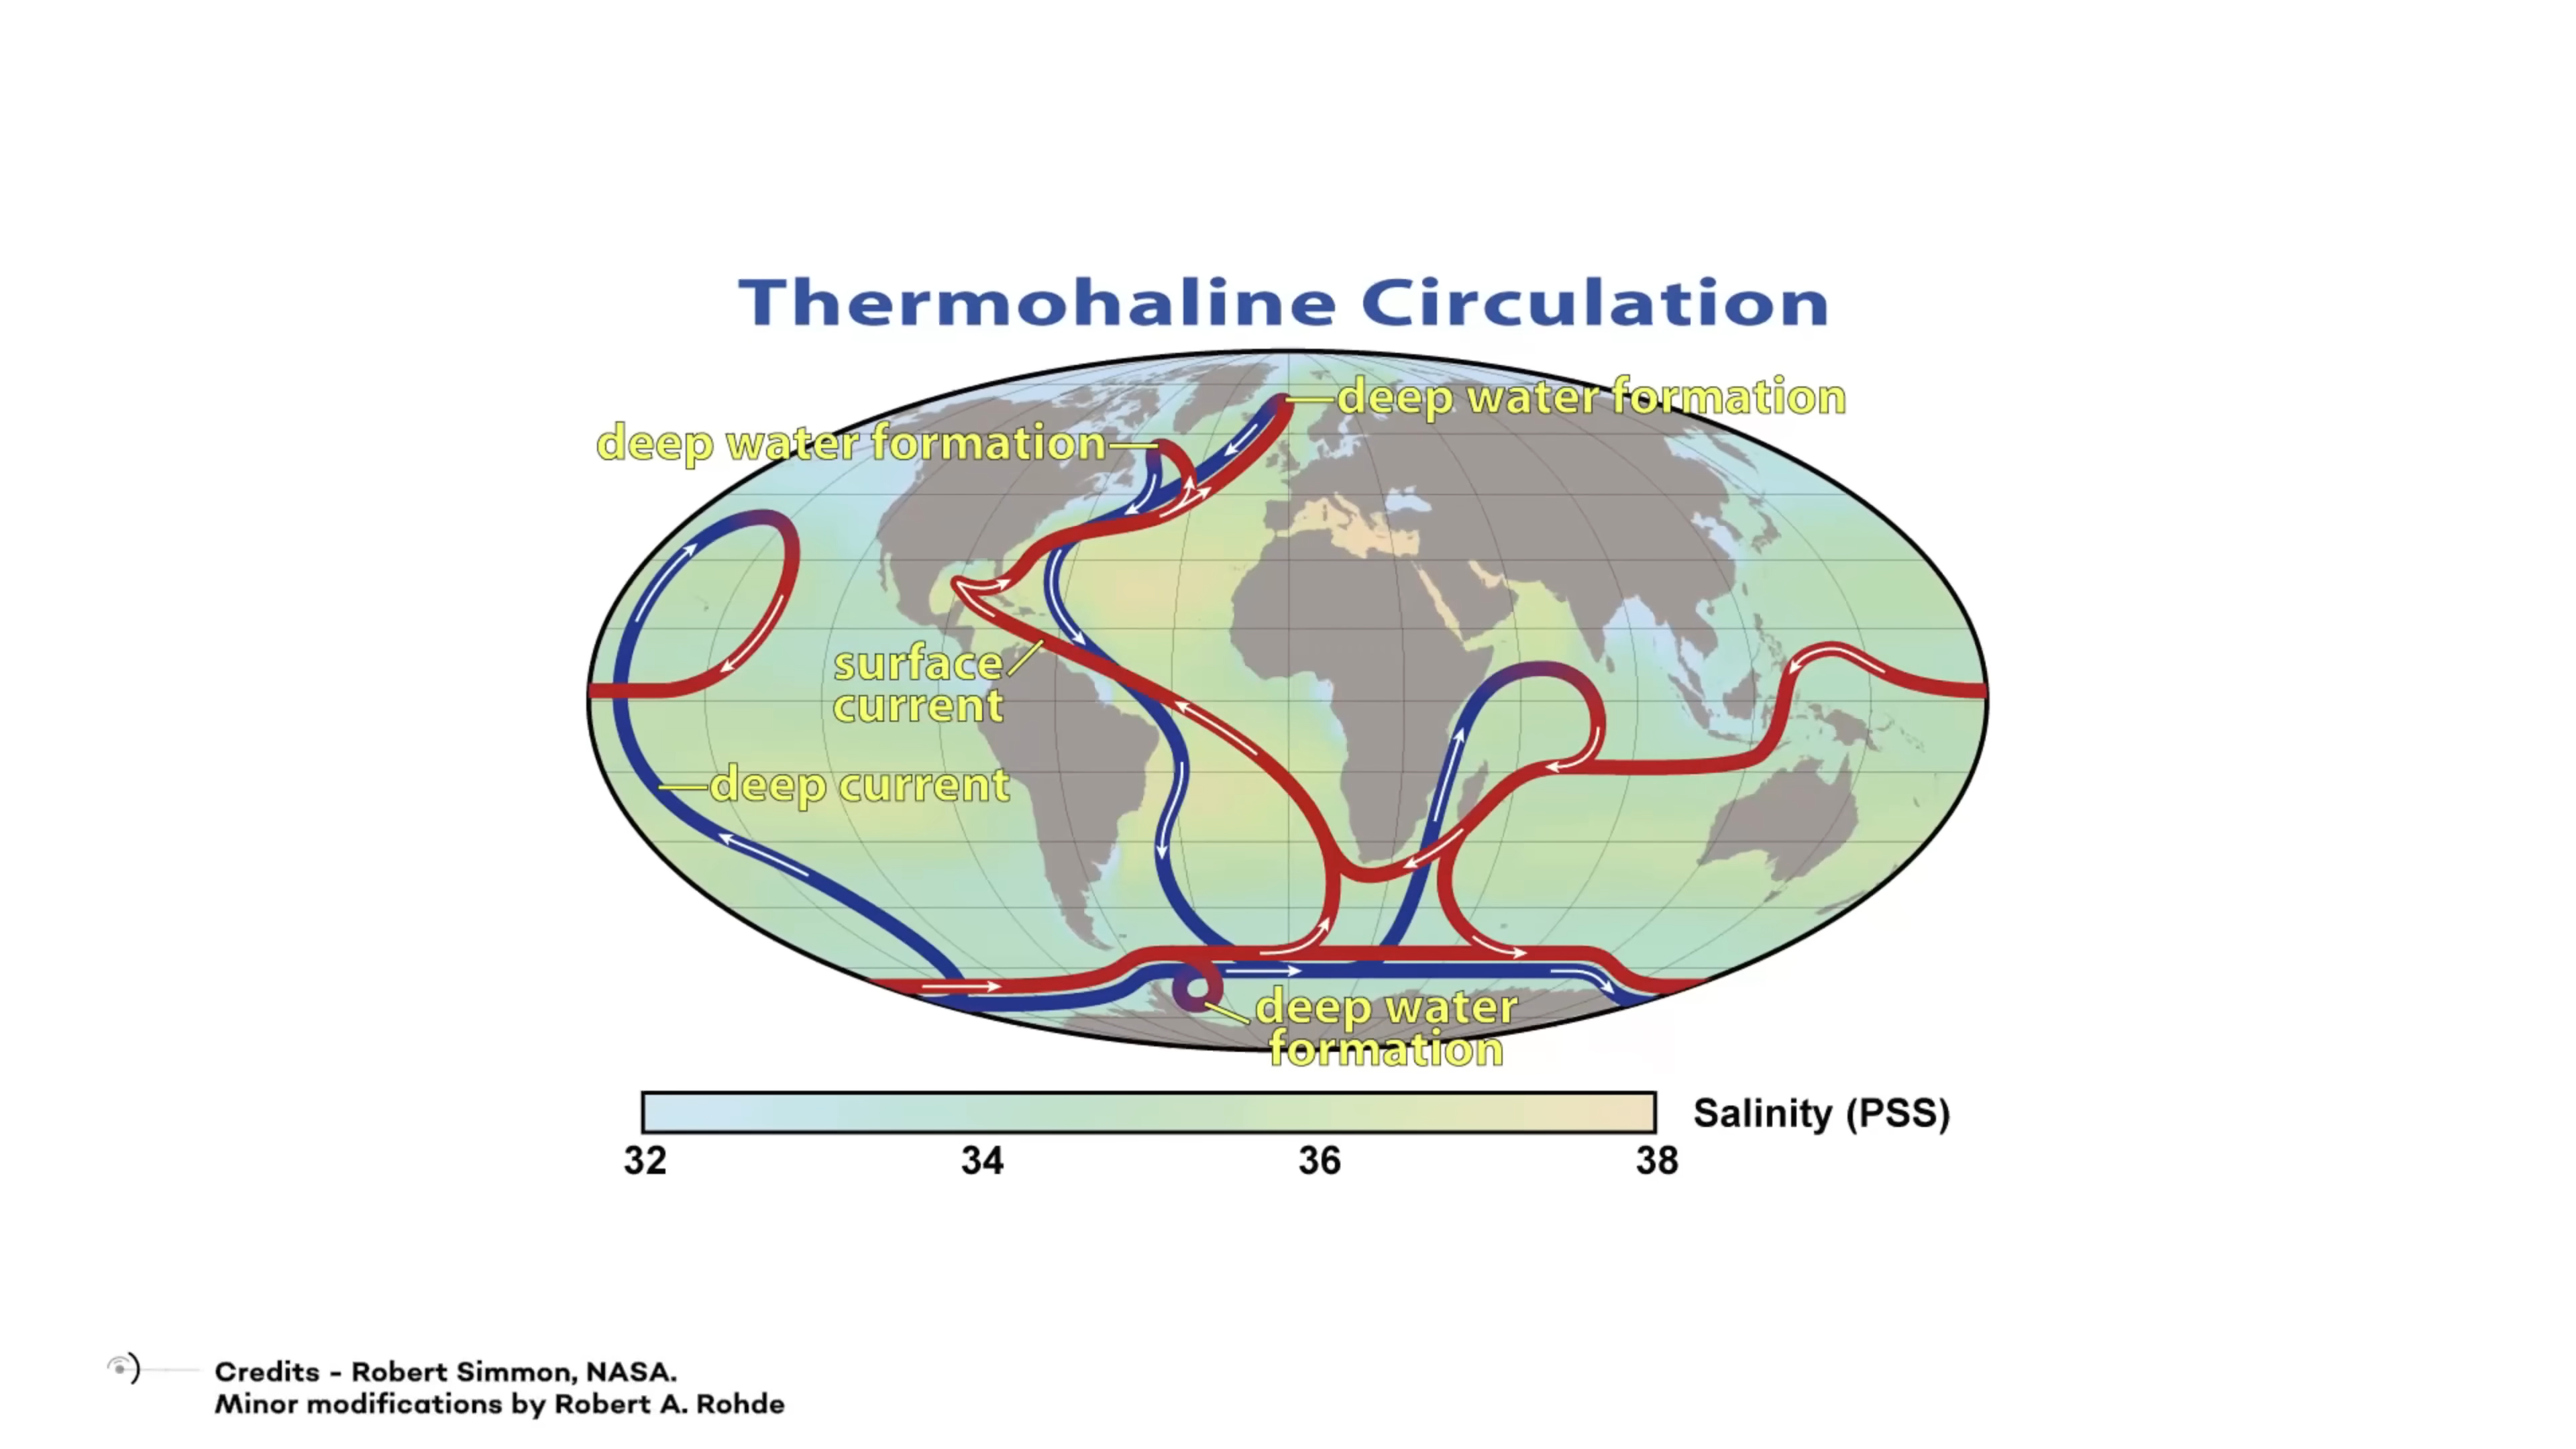 Thermohaline Circulation
deep water formation
deep water formation
surface
current
deep current
deep water
formation
Salinity (PSS)
32 34 36 38
Credits - Robert Simmon, NASA.
Minor modifications by Robert A. Rohde